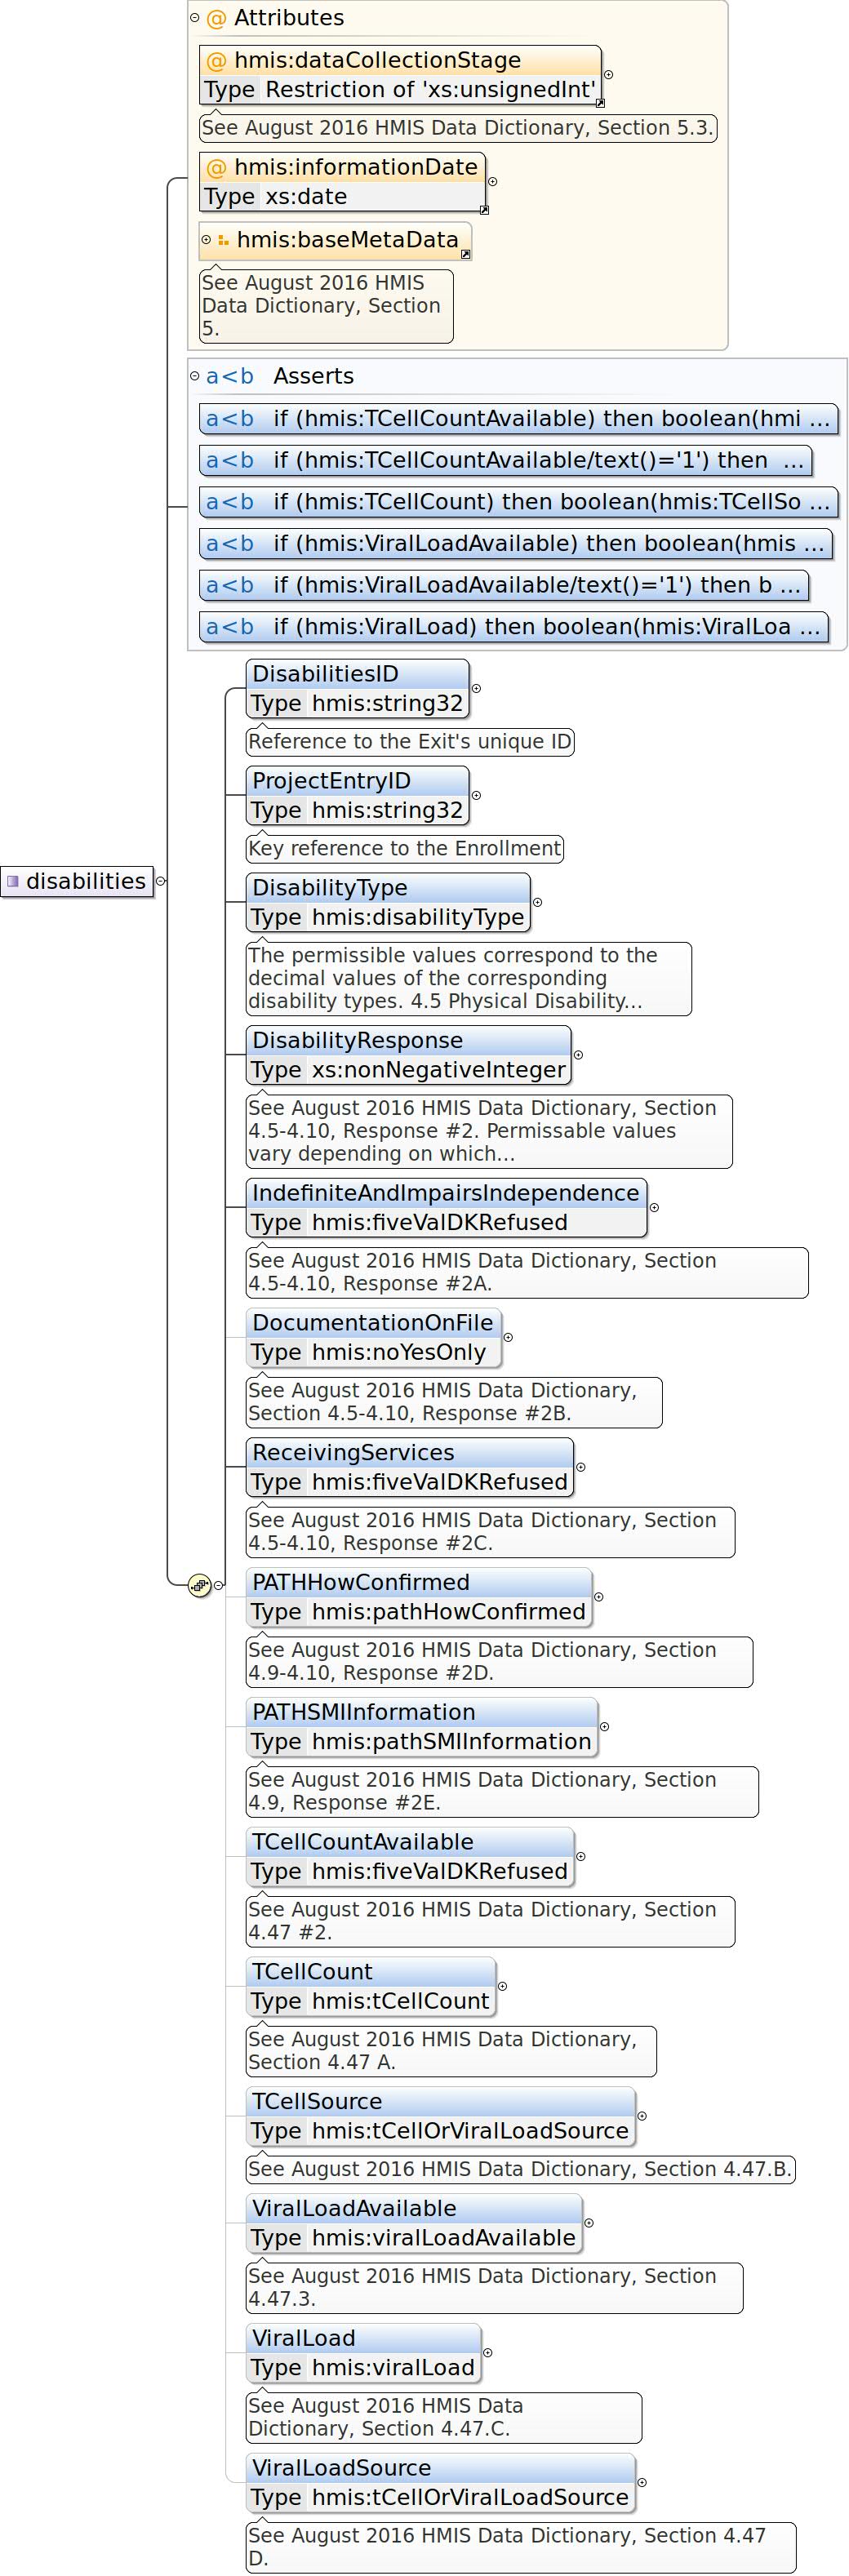 @ Attributes
@ hmis:dataCollectionStage
Type Restriction of 'xs:unsignedInt'
See August 2016 HMIS Data Dictionary, Section 5.3.
@ hmis:informationDate
Type xs:date
hmis:baseMetaData
See August 2016 HMIS
Data Dictionary, Section
5.
a<b Asserts
a<b if (hmis:TCellCountAvailable) then boolean(hmi ...
a<b if (hmis:TCellCountAvailable/text()='1') then ...
a<b if (hmis:TCellCount) then boolean(hmis:TCellSo ...
a<b if (hmis:ViralLoadAvailable) then boolean(hmis ...
a<b if (hmis:ViralLoadAvailable/text()='1') then b ...
a<b if (hmis:ViralLoad) then boolean(hmis:ViralLoa ...
disabilities
DisabilitiesID
Type hmis:string32
Reference to the Exit's unique ID
ProjectEntryID
Type hmis:string32
Key reference to the Enrollment
DisabilityType
Type hmis:disabilityType
The permissible values correspond to the
decimal values of the corresponding
disability types. 4.5 Physical Disability...
DisabilityResponse
Type xs:nonNegativeInteger
See August 2016 HMIS Data Dictionary, Section
4.5-4.10, Response #2. Permissable values
vary depending on which...
IndefiniteAndImpairsIndependence
Type hmis:fiveValDKRefused
See August 2016 HMIS Data Dictionary, Section
4.5-4.10, Response #2A.
DocumentationOnFile
Type hmis:noYesOnly
See August 2016 HMIS Data Dictionary,
Section 4.5-4.10, Response #2B.
ReceivingServices
Type hmis:fiveValDKRefused
See August 2016 HMIS Data Dictionary, Section
4.5-4.10, Response #2C.
PATHHowConfirmed
Type hmis:pathHowConfirmed
See August 2016 HMIS Data Dictionary, Section
4.9-4.10, Response #2D.
PATHSMIInformation
Type hmis:pathSMIInformation
See August 2016 HMIS Data Dictionary, Section
4.9, Response #2E.
TCellCountAvailable
Type hmis:fiveValDKRefused
See August 2016 HMIS Data Dictionary, Section
4.47 #2.
TCellCount
Type hmis:tCellCount
See August 2016 HMIS Data Dictionary,
Section 4.47 A.
TCellSource
Type hmis:tCellOrViralLoadSource
See August 2016 HMIS Data Dictionary, Section 4.47.B.
ViralLoadAvailable
Type hmis:viralLoadAvailable
See August 2016 HMIS Data Dictionary, Section
4.47.3.
ViralLoad
Type hmis:viralLoad
See August 2016 HMIS Data
Dictionary, Section 4.47.C.
ViralLoadSource
Type hmis:tCellOrViralLoadSource
See August 2016 HMIS Data Dictionary, Section 4.47
D.